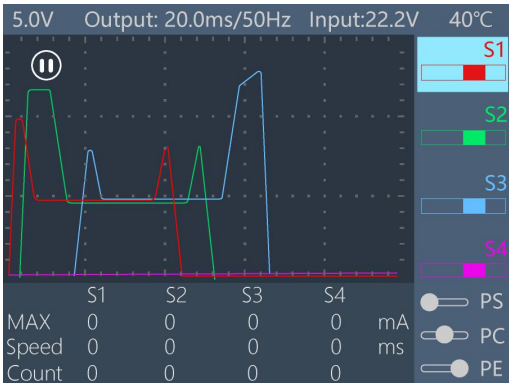 5.0V Output: 20.0ms/50Hz Input:22.2V 40°C
S1
S2
S3
S4
S1 S2 S3 S4
MAX 0 0 0 0 mA
Speed 0 0 0 0 ms
Count 0 0 0 0
PS
PC
PE